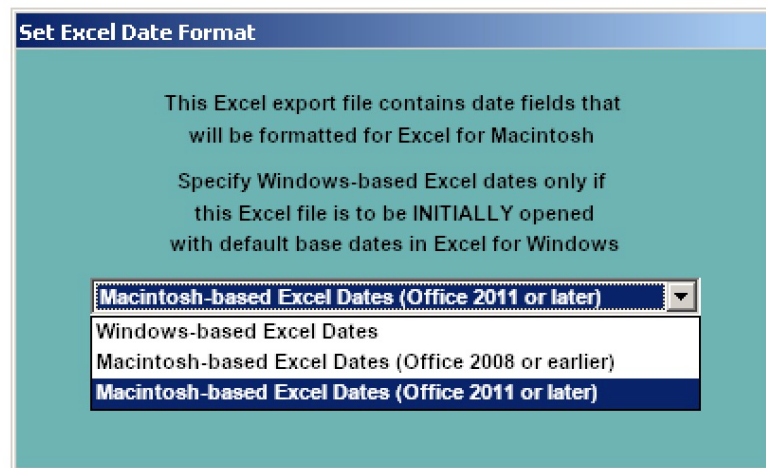 Set Excel Date Format
This Excel export file contains date fields that
will be formatted for Excel for Macintosh
Specify Windows-based Excel dates only if
this Excel file is to be INITIALLY opened
with default base dates in Excel for Windows
Macintosh-based Excel Dates (Office 2011 or later)
Windows-based Excel Dates
Macintosh-based Excel Dates (Office 2008 or earlier)
Macintosh-based Excel Dates (Office 2011 or later)